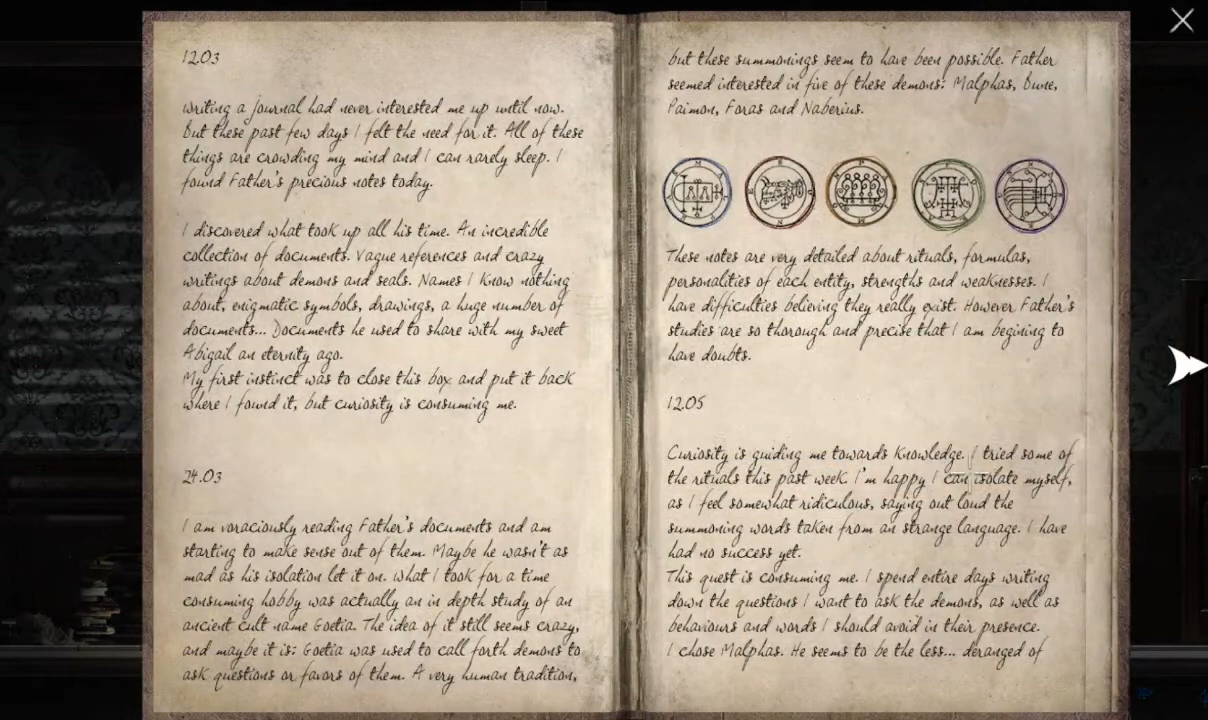 12.03
writing a journal had never interested me up until now.
But these past few days I felt the need for it. All of these
things are crowding my mind and I can rarely sleep. I
found Father's precious notes today.
I discovered what took up all his time. An incredible
collection of documents. Vague references and crazy
writings about demons and seals. Names I know nothing
about, enigmatic symbols, drawings, a huge number of
documents... Documents he used to share with my sweet
Abigail an eternity ago.
My first instinct was to close this box and put it back
where I found it, but curiosity is consuming me.
24.03
I am voraciously reading Father's documents and am
starting to make sense out of them. Maybe he wasn't as
mad as his isolation let it on. What I took for a time
consuming hobby was actually an in depth study of an
ancient cult name Goetia. The idea of it still seems crazy,
and maybe it is: Goetia was used to call forth demons to
ask questions or favors of them. A very human tradition,
but these summonings seem to have been possible. Father
seemed interested in five of these demons: Malphas, Bune,
Paimon, Foras and Naberius.
These notes are very detailed about rituals, formulas,
personalities of each entity, strengths and weaknesses. I
have difficulties believing they really exist. However Father's
studies are so thorough and precise that I am begining to
have doubts.
12.05
Curiosity is guiding me towards knowledge. I tried some of
the rituals this past week. I'm happy I can isolate myself,
as I feel somewhat ridiculous, saying out loud the
summoning words taken from an strange language. I have
had no success yet.
This quest is consuming me. I spend entire days writing
down the questions I want to ask the demons, as well as
behaviours and words I should avoid in their presence.
I chose Malphas. He seems to be the less... deranged of